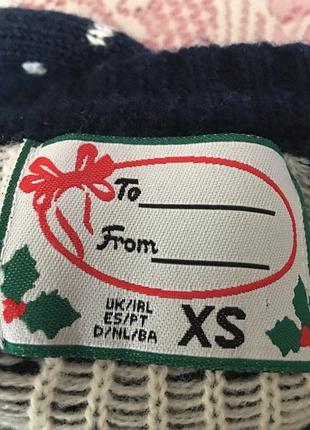 To
From
UK/IRL
ES/PT
D/NL/BA
XS